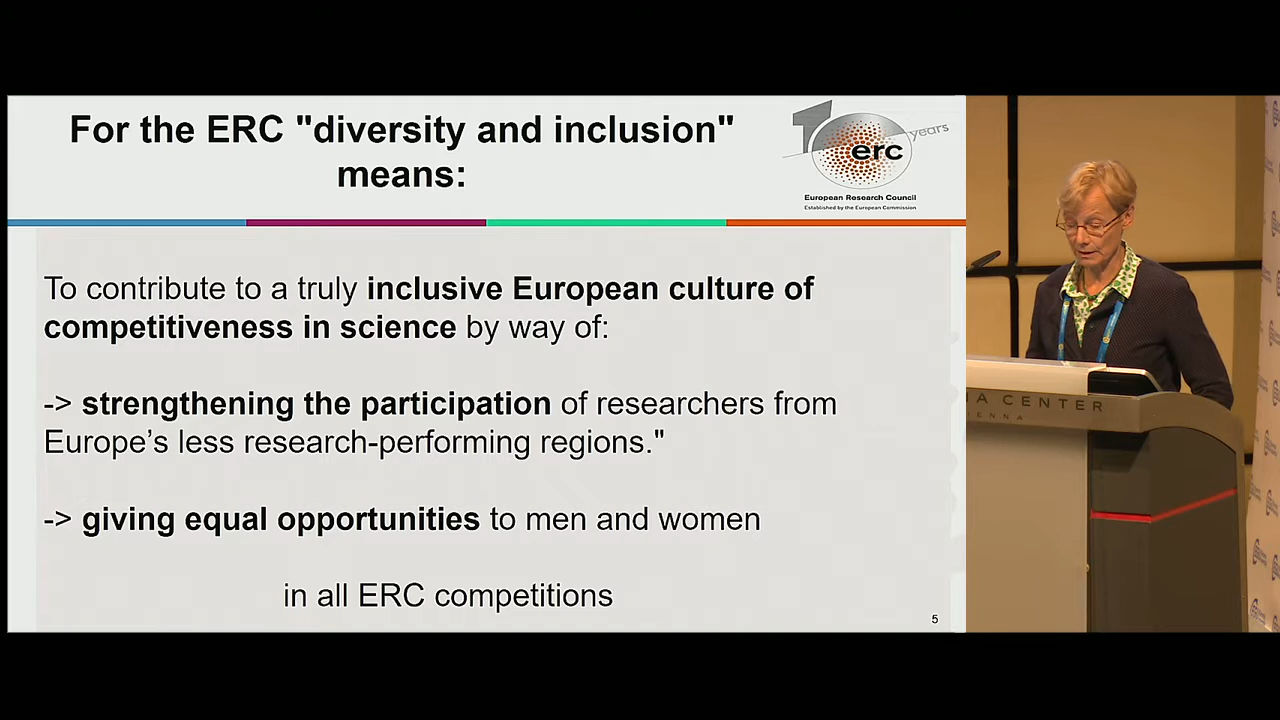 For the ERC "diversity and inclusion"
means:
years
erc
European Research Council
Established by the European Commission
To contribute to a truly inclusive European culture of
competitiveness in science by way of:
-> strengthening the participation of researchers from
Europe’s less research-performing regions."
-> giving equal opportunities to men and women
in all ERC competitions
5
A CENTER
IENNA